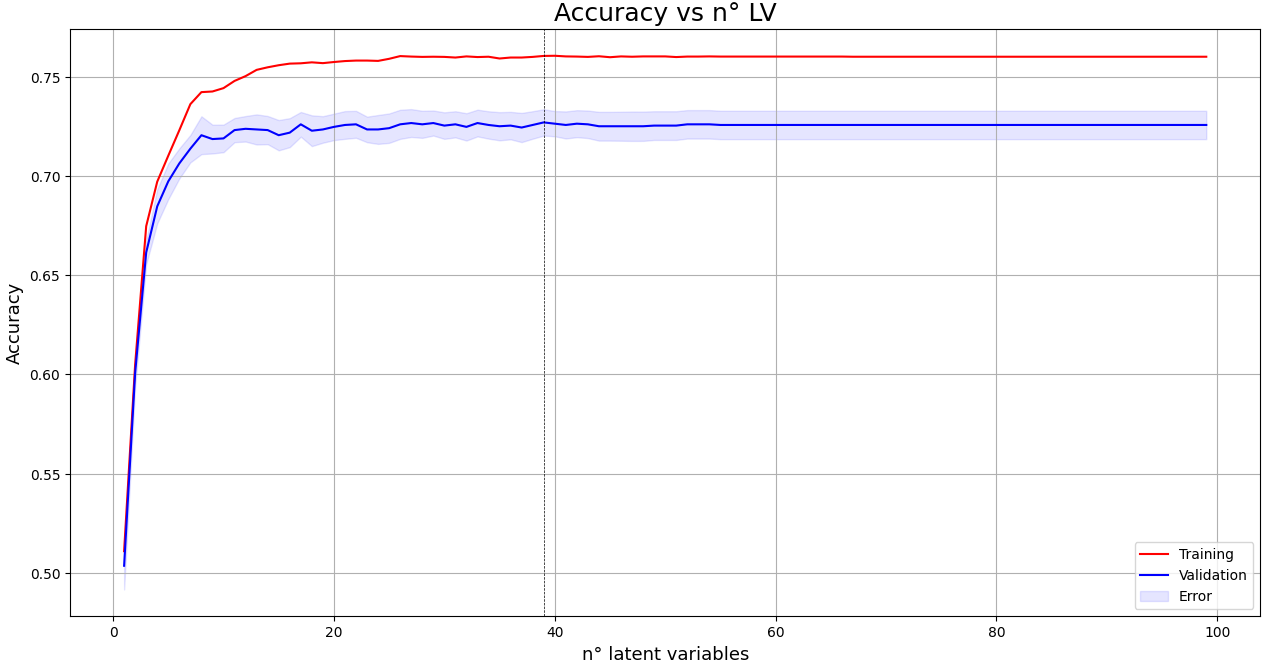 Accuracy vs n° LV
Accuracy
0.75
0.70
0.65
0.60
0.55
0.50
0
20
40
60
80
100
n° latent variables
Training
Validation
Error